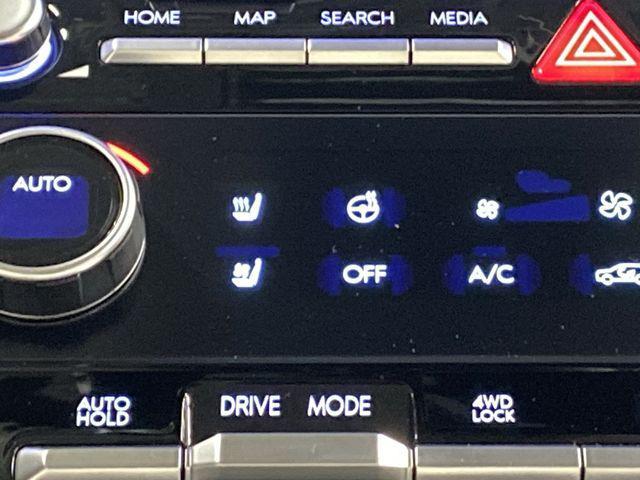 HOME MAP SEARCH MEDIA
AUTO
OFF A/C
AUTO
HOLD
DRIVE MODE
4WD
LOCK